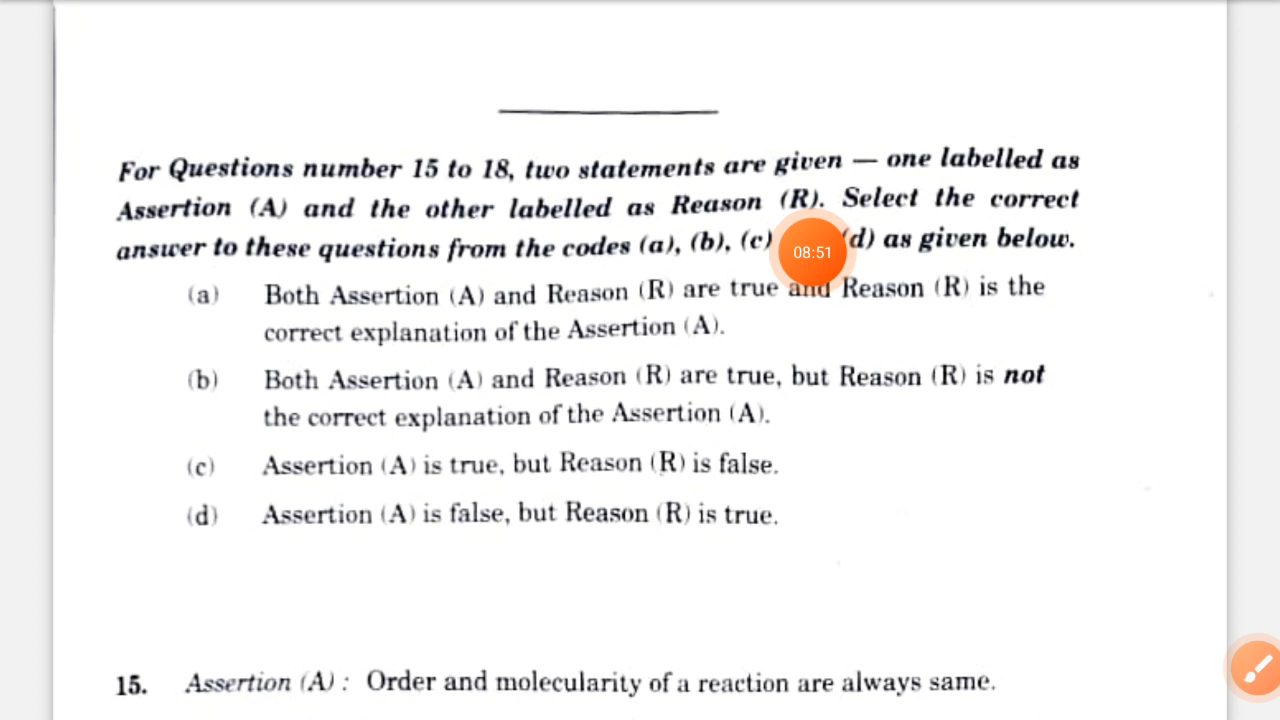 For Questions number 15 to 18, two statements are given — one labelled as
Assertion (A) and the other labelled as Reason (R). Select the correct
answer to these questions from the codes (a), (b), (c) (d) as given below.
08:51
(a) Both Assertion (A) and Reason (R) are true and Reason (R) is the
correct explanation of the Assertion (A).
(b) Both Assertion (A) and Reason (R) are true, but Reason (R) is not
the correct explanation of the Assertion (A).
(c) Assertion (A) is true, but Reason (R) is false.
(d) Assertion (A) is false, but Reason (R) is true.
15. Assertion (A) : Order and molecularity of a reaction are always same.